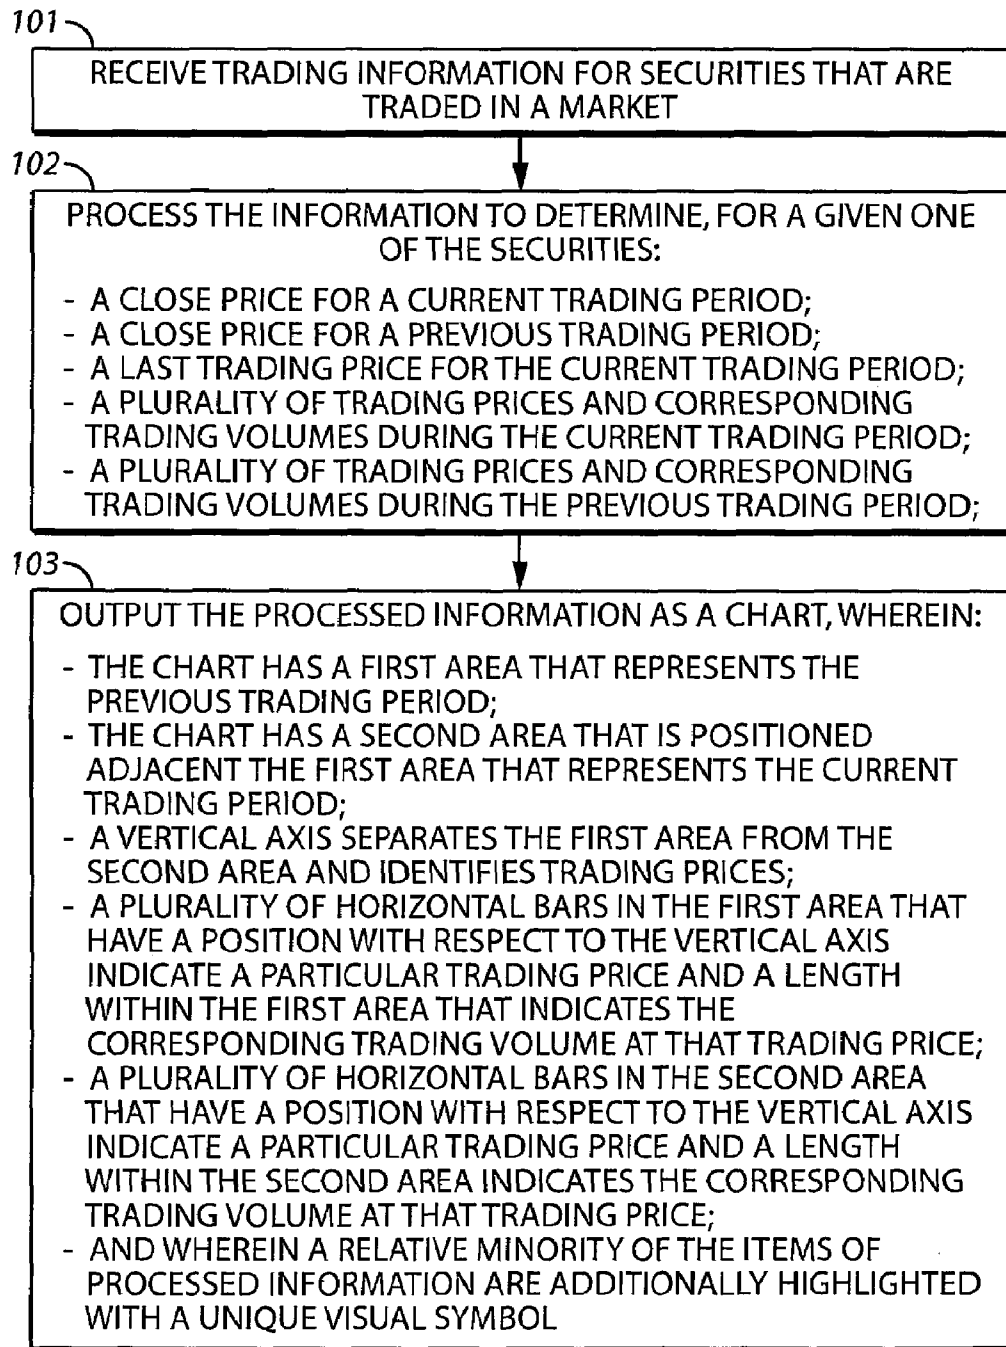 101
RECEIVE TRADING INFORMATION FOR SECURITIES THAT ARE
TRADED IN A MARKET
102
PROCESS THE INFORMATION TO DETERMINE, FOR A GIVEN ONE
OF THE SECURITIES:
- A CLOSE PRICE FOR A CURRENT TRADING PERIOD;
- A CLOSE PRICE FOR A PREVIOUS TRADING PERIOD;
- A LAST TRADING PRICE FOR THE CURRENT TRADING PERIOD;
- A PLURALITY OF TRADING PRICES AND CORRESPONDING
TRADING VOLUMES DURING THE CURRENT TRADING PERIOD;
- A PLURALITY OF TRADING PRICES AND CORRESPONDING
TRADING VOLUMES DURING THE PREVIOUS TRADING PERIOD;
103
OUTPUT THE PROCESSED INFORMATION AS A CHART, WHEREIN:
- THE CHART HAS A FIRST AREA THAT REPRESENTS THE
PREVIOUS TRADING PERIOD;
- THE CHART HAS A SECOND AREA THAT IS POSITIONED
ADJACENT THE FIRST AREA THAT REPRESENTS THE CURRENT
TRADING PERIOD;
- A VERTICAL AXIS SEPARATES THE FIRST AREA FROM THE
SECOND AREA AND IDENTIFIES TRADING PRICES;
- A PLURALITY OF HORIZONTAL BARS IN THE FIRST AREA THAT
HAVE A POSITION WITH RESPECT TO THE VERTICAL AXIS
INDICATE A PARTICULAR TRADING PRICE AND A LENGTH
WITHIN THE FIRST AREA THAT INDICATES THE
CORRESPONDING TRADING VOLUME AT THAT TRADING PRICE;
- A PLURALITY OF HORIZONTAL BARS IN THE SECOND AREA
THAT HAVE A POSITION WITH RESPECT TO THE VERTICAL AXIS
INDICATE A PARTICULAR TRADING PRICE AND A LENGTH
WITHIN THE SECOND AREA INDICATES THE CORRESPONDING
TRADING VOLUME AT THAT TRADING PRICE;
- AND WHEREIN A RELATIVE MINORITY OF THE ITEMS OF
PROCESSED INFORMATION ARE ADDITIONALLY HIGHLIGHTED
WITH A UNIQUE VISUAL SYMBOL